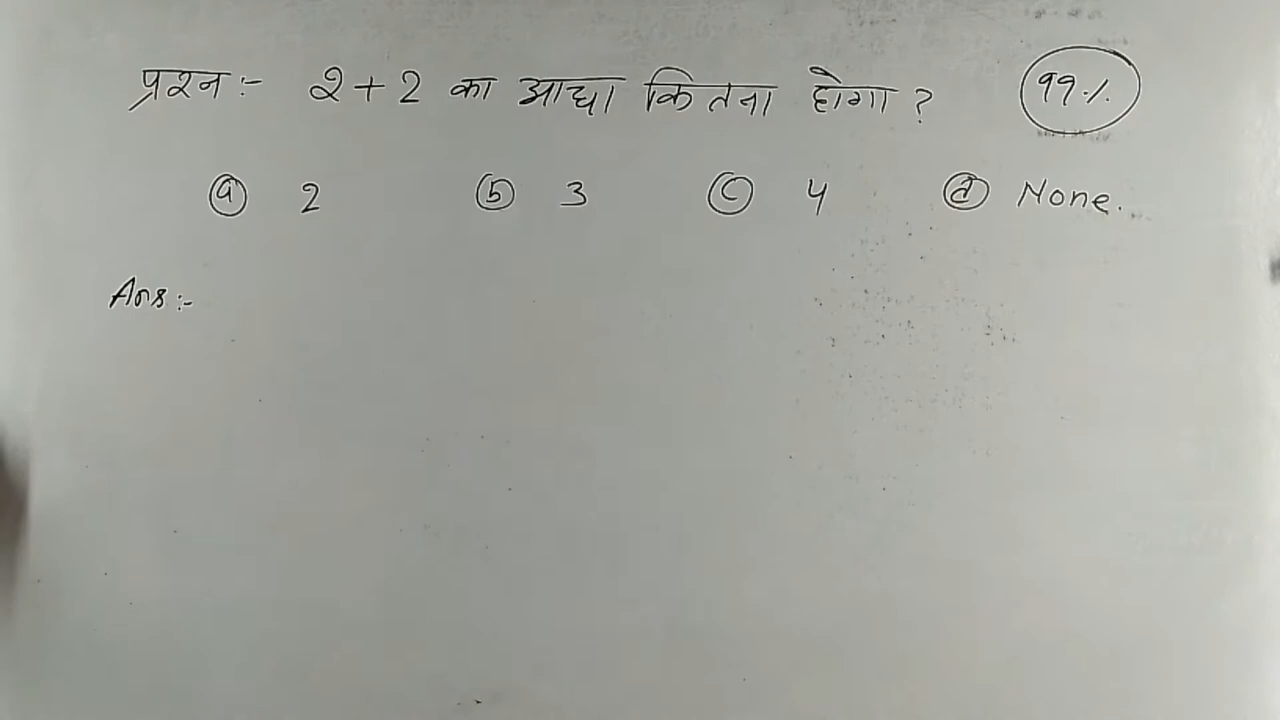 प्रश्न:- 2+2 का आधा कितना होगा ? 99%
(a) 2 (b) 3 (c) 4 (d) None.
Ans:-